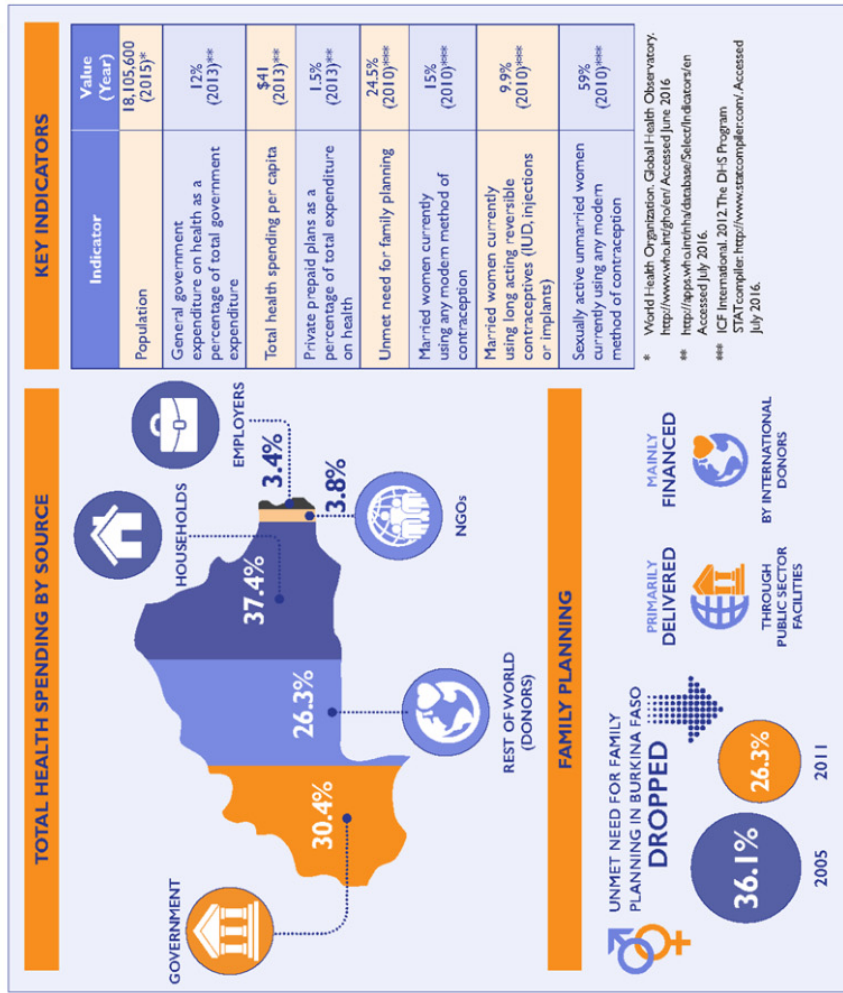 TOTAL HEALTH SPENDING BY SOURCE
GOVERNMENT
30.4%
26.3%
REST OF WORLD
(DONORS)
HOUSEHOLDS
37.4%
EMPLOYERS
3.4%
3.8%
NGOs
FAMILY PLANNING
UNMET NEED FOR FAMILY
PLANNING IN BURKINA FASO
DROPPED
36.1%
2005
26.3%
2011
PRIMARILY
DELIVERED
THROUGH
PUBLIC SECTOR
FACILITIES
MAINLY
FINANCED
BY INTERNATIONAL
DONORS
KEY INDICATORS
Indicator
Value
(Year)
Population
18,105,600
(2015)*
General government
expenditure on health as a
percentage of total government
expenditure
12%
(2013)**
Total health spending per capita
$41
(2013)**
Private prepaid plans as a
percentage of total expenditure
on health
1.5%
(2013)**
Unmet need for family planning
24.5%
(2010)***
Married women currently
using any modern method of
contraception
15%
(2010)***
Married women currently
using long acting reversible
contraceptives (IUD, injections
or implants)
9.9%
(2010)***
Sexually active unmarried women
currently using any modern
method of contraception
59%
(2010)***
* World Health Organization. Global Health Observatory.
http://www.who.int/gho/en/ Accessed June 2016
** http://apps.who.int/nha/database/Select/Indicators/en
Accessed July 2016.
*** ICF International. 2012. The DHS Program
STATcompiler. http://www.statcompiler.com/. Accessed
July 2016.